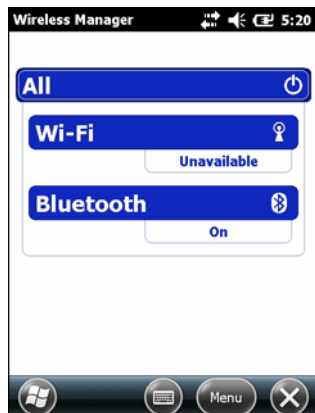 Wireless Manager 5:20
All
Wi-Fi
Unavailable
Bluetooth
On
Menu